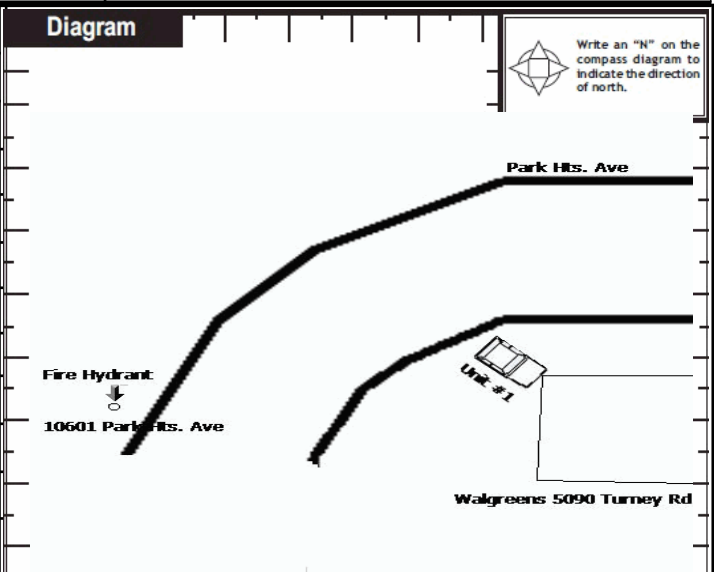 Diagram
Write an “N” on the
compass diagram to
indicate the direction
of north.
Park Hts. Ave
Fire Hydrant
Unit #1
10601 Park Hts. Ave
Walgreens 5090 Turney Rd